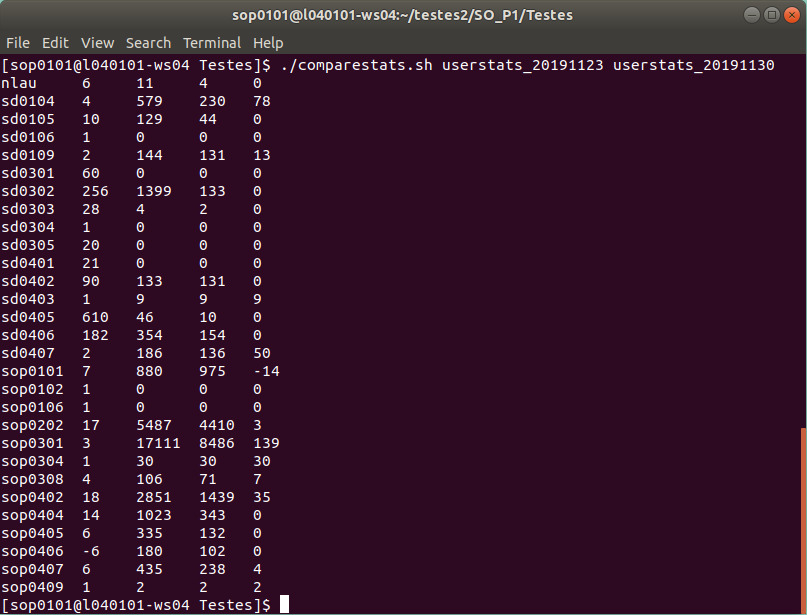 sop0101@l040101-ws04:~/testes2/SO_P1/Testes
File Edit View Search Terminal Help
[sop0101@l040101-ws04 Testes]$ ./comparestats.sh userstats_20191123 userstats_20191130
nlau 6 11 4 0
sd0104 4 579 230 78
sd0105 10 129 44 0
sd0106 1 0 0 0
sd0109 2 144 131 13
sd0301 60 0 0 0
sd0302 256 1399 133 0
sd0303 28 4 2 0
sd0304 1 0 0 0
sd0305 20 0 0 0
sd0401 21 0 0 0
sd0402 90 133 131 0
sd0403 1 9 9 9
sd0405 610 46 10 0
sd0406 182 354 154 0
sd0407 2 186 136 50
sop0101 7 880 975 -14
sop0102 1 0 0 0
sop0106 1 0 0 0
sop0202 17 5487 4410 3
sop0301 3 17111 8486 139
sop0304 1 30 30 30
sop0308 4 106 71 7
sop0402 18 2851 1439 35
sop0404 14 1023 343 0
sop0405 6 335 132 0
sop0406 -6 180 102 0
sop0407 6 435 238 4
sop0409 1 2 2 2
[sop0101@l040101-ws04 Testes]$